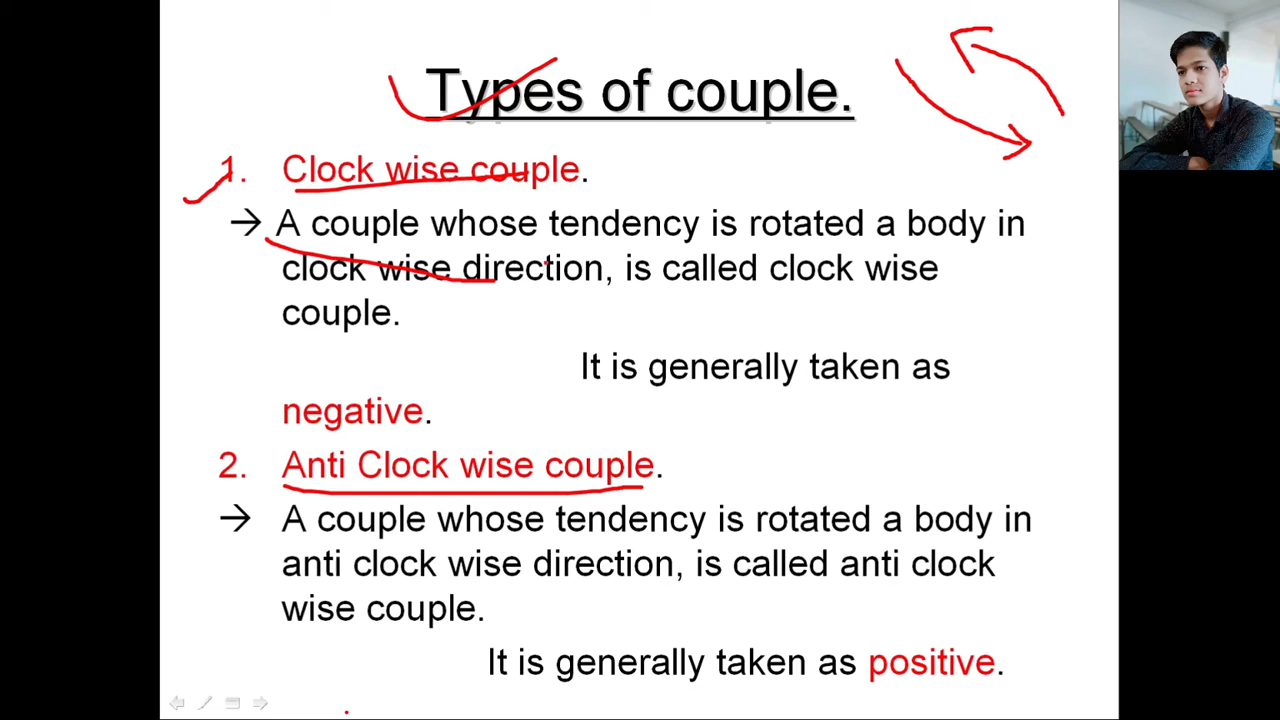 Types of couple.
1. Clock wise couple.
→ A couple whose tendency is rotated a body in
clock wise direction, is called clock wise
couple.
It is generally taken as
negative.
2. Anti Clock wise couple.
→ A couple whose tendency is rotated a body in
anti clock wise direction, is called anti clock
wise couple.
It is generally taken as positive.